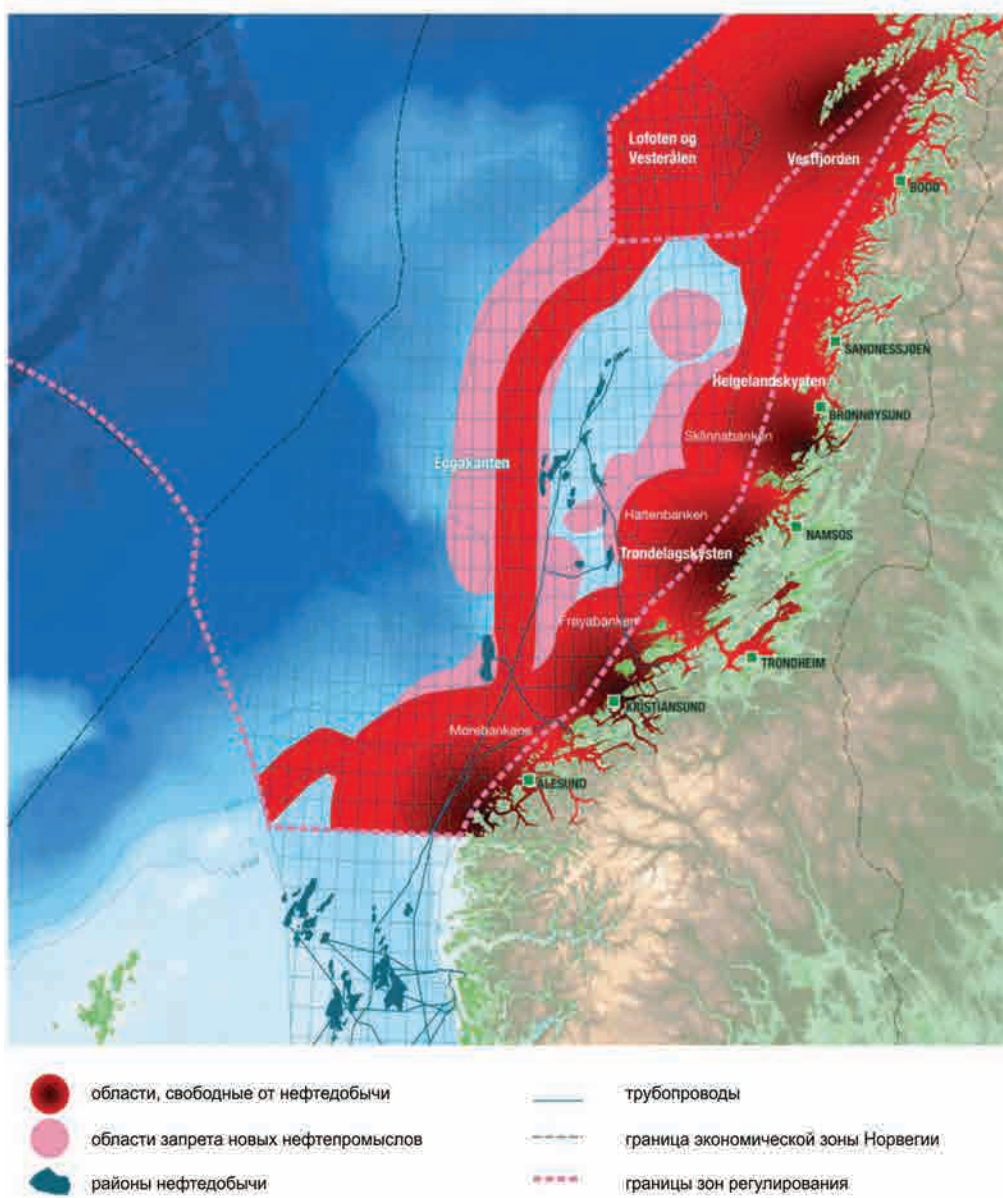 Lofoten og
Vesterålen
Vestfjorden
BODØ
SANDNESSJØEN
Helgelandskysten
BRØNNØYSUND
Sklinnabanken
Eggakanten
Haltenbanken
NAMSOS
Trøndelagskysten
Frøyabanken
TRONDHEIM
KRISTIANSUND
Mørebankene
ÅLESUND
области, свободные от нефтедобычи
области запрета новых нефтепромыслов
районы нефтедобычи
трубопроводы
граница экономической зоны Норвегии
границы зон регулирования